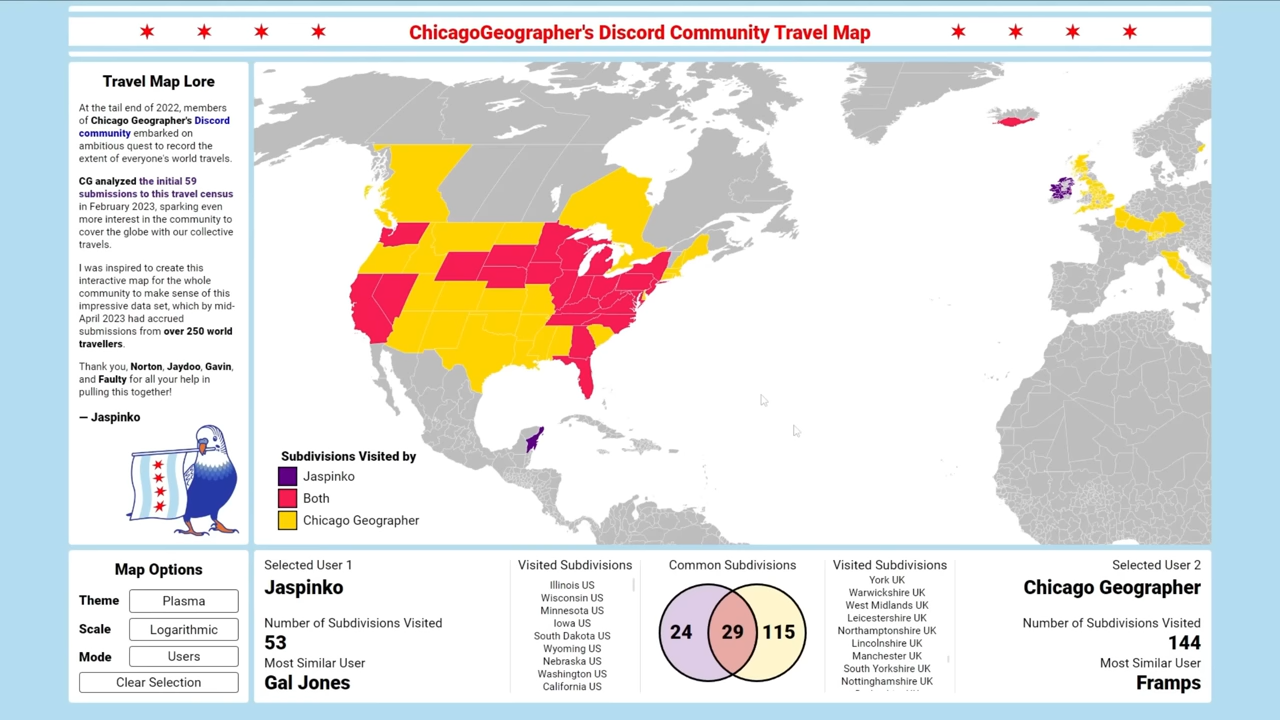 ChicagoGeographer's Discord Community Travel Map
Travel Map Lore
At the tail end of 2022, members
of Chicago Geographer's Discord
community embarked on
ambitious quest to record the
extent of everyone's world travels.
CG analyzed the initial 59
submissions to this travel census
in February 2023, sparking even
more interest in the community to
cover the globe with our collective
travels.
I was inspired to create this
interactive map for the whole
community to make sense of this
impressive data set, which by mid-
April 2023 had accrued
submissions from over 250 world
travellers.
Thank you, Norton, Jaydoo, Gavin,
and Faulty for all your help in
pulling this together!
— Jaspinko
Subdivisions Visited by
Jaspinko
Both
Chicago Geographer
Map Options
Theme Plasma
Scale Logarithmic
Mode Users
Clear Selection
Selected User 1
Jaspinko
Number of Subdivisions Visited
53
Most Similar User
Gal Jones
Visited Subdivisions
Illinois US
Wisconsin US
Minnesota US
Iowa US
South Dakota US
Wyoming US
Nebraska US
Washington US
California US
Common Subdivisions
24 29 115
Visited Subdivisions
York UK
Warwickshire UK
West Midlands UK
Leicestershire UK
Northamptonshire UK
Lincolnshire UK
Manchester UK
South Yorkshire UK
Nottinghamshire UK
Selected User 2
Chicago Geographer
Number of Subdivisions Visited
144
Most Similar User
Framps